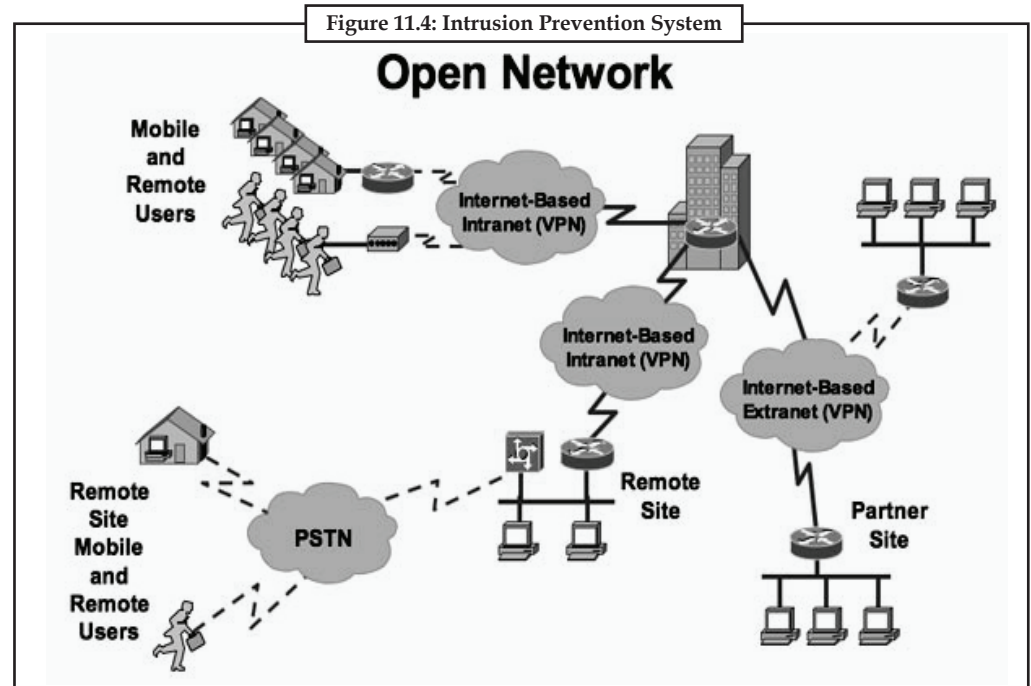 Figure 11.4: Intrusion Prevention System
Open Network
Mobile
and
Remote
Users
Internet-Based
Intranet (VPN)
Internet-Based
Intranet (VPN)
Internet-Based
Extranet (VPN)
Remote
Site
Mobile
and
Remote
Users
PSTN
Remote
Site
Partner
Site